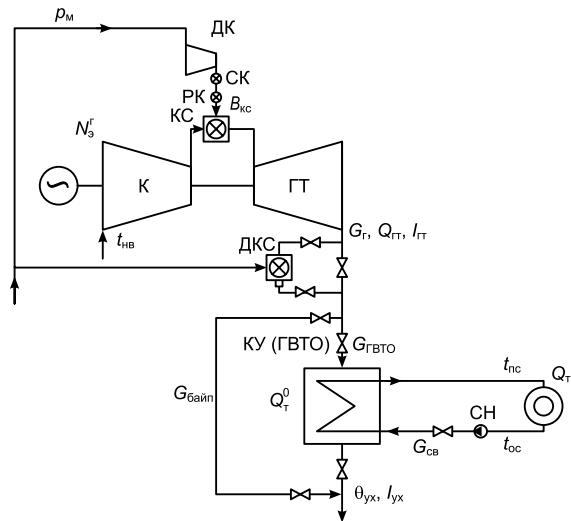 pм
ДК
СК
РК
Bкс
КС
Nэг
К
ГТ
tнв
Gг, Qгт, Iгт
ДКС
КУ (ГВТО)
GГВТО
Gбайп
Qт0
tпс
Qт
СН
Gсв
tос
θух, Iух